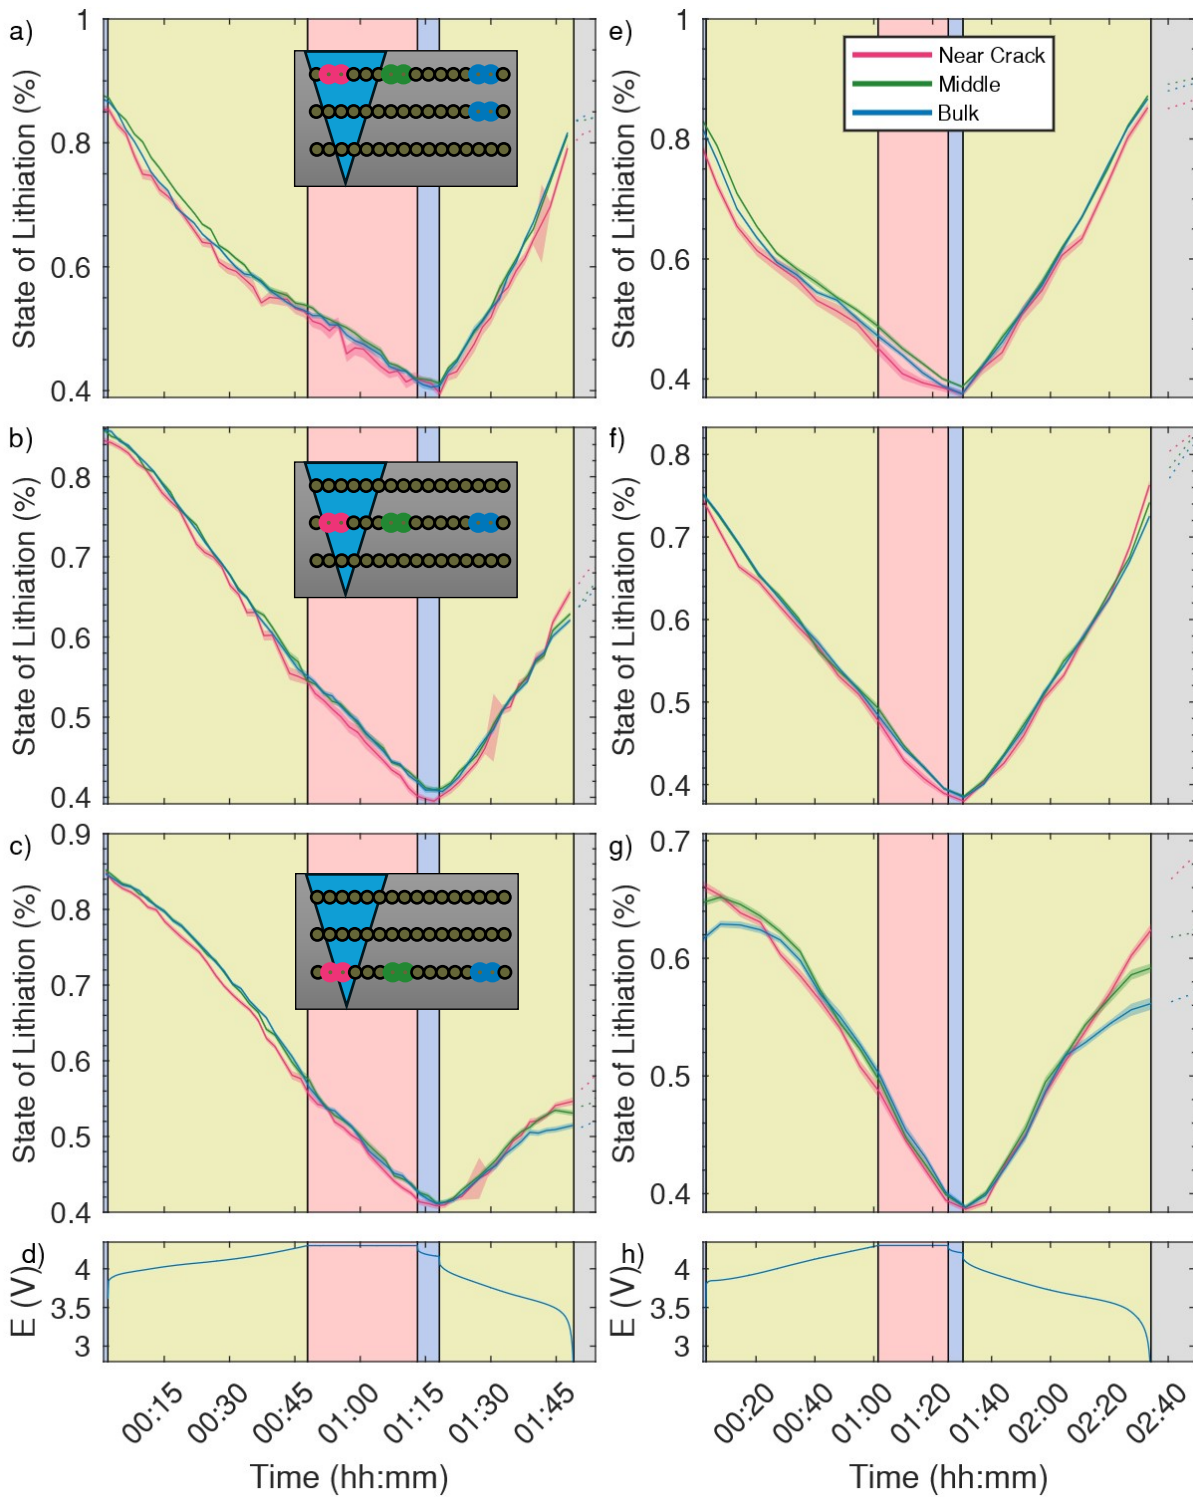 a)
1
0.8
0.6
0.4
State of Lithiation (%)
e)
1
0.8
0.6
0.4
State of Lithiation (%)
Near Crack
Middle
Bulk
b)
0.8
0.7
0.6
0.5
0.4
State of Lithiation (%)
f)
0.8
0.7
0.6
0.5
0.4
State of Lithiation (%)
c)
0.9
0.8
0.7
0.6
0.5
0.4
State of Lithiation (%)
g)
0.7
0.6
0.5
0.4
State of Lithiation (%)
d)
4
3.5
3
E (V)
h)
4
3.5
3
E (V)
00:15
00:30
00:45
01:00
01:15
01:30
01:45
Time (hh:mm)
00:20
00:40
01:00
01:20
01:40
02:00
02:20
02:40
Time (hh:mm)